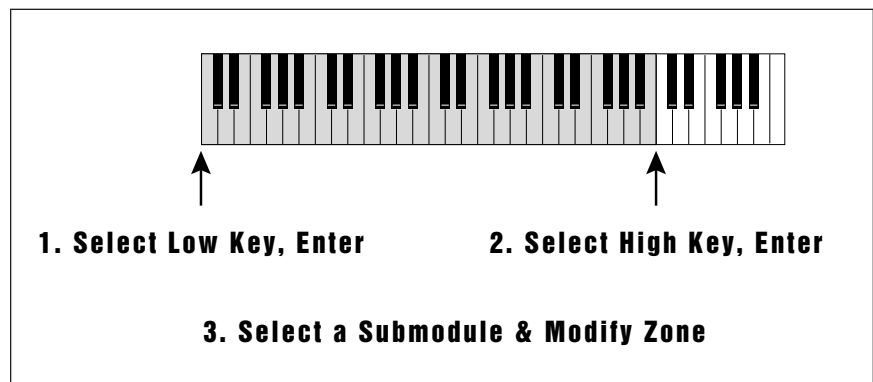 1. Select Low Key, Enter
2. Select High Key, Enter
3. Select a Submodule & Modify Zone